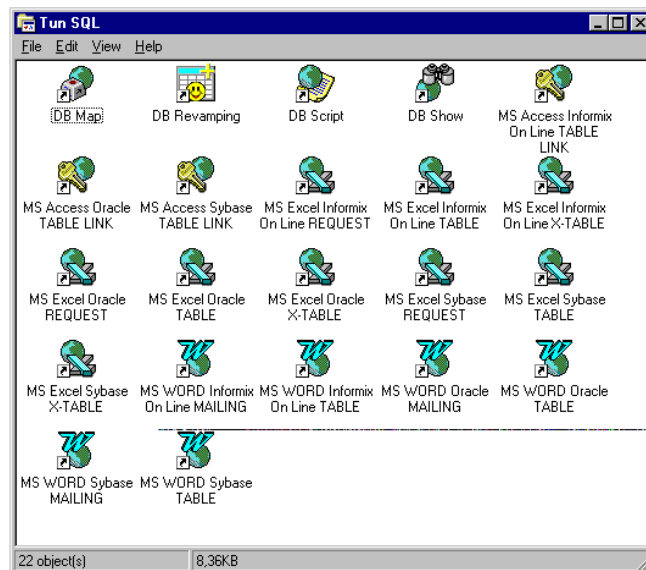 Tun SQL
File Edit View Help
DB Map DB Revamping DB Script DB Show MS Access Informix
On Line TABLE
LINK
MS Access Oracle MS Access Sybase MS Excel Informix MS Excel Informix MS Excel Informix
TABLE LINK TABLE LINK On Line REQUEST On Line TABLE On Line X-TABLE
MS Excel Oracle MS Excel Oracle MS Excel Oracle MS Excel Sybase MS Excel Sybase
REQUEST TABLE X-TABLE REQUEST TABLE
MS Excel Sybase MS WORD Informix MS WORD Informix MS WORD Oracle MS WORD Oracle
X-TABLE On Line MAILING On Line TABLE MAILING TABLE
MS WORD Sybase MS WORD Sybase
MAILING TABLE
22 object(s) 8,36KB